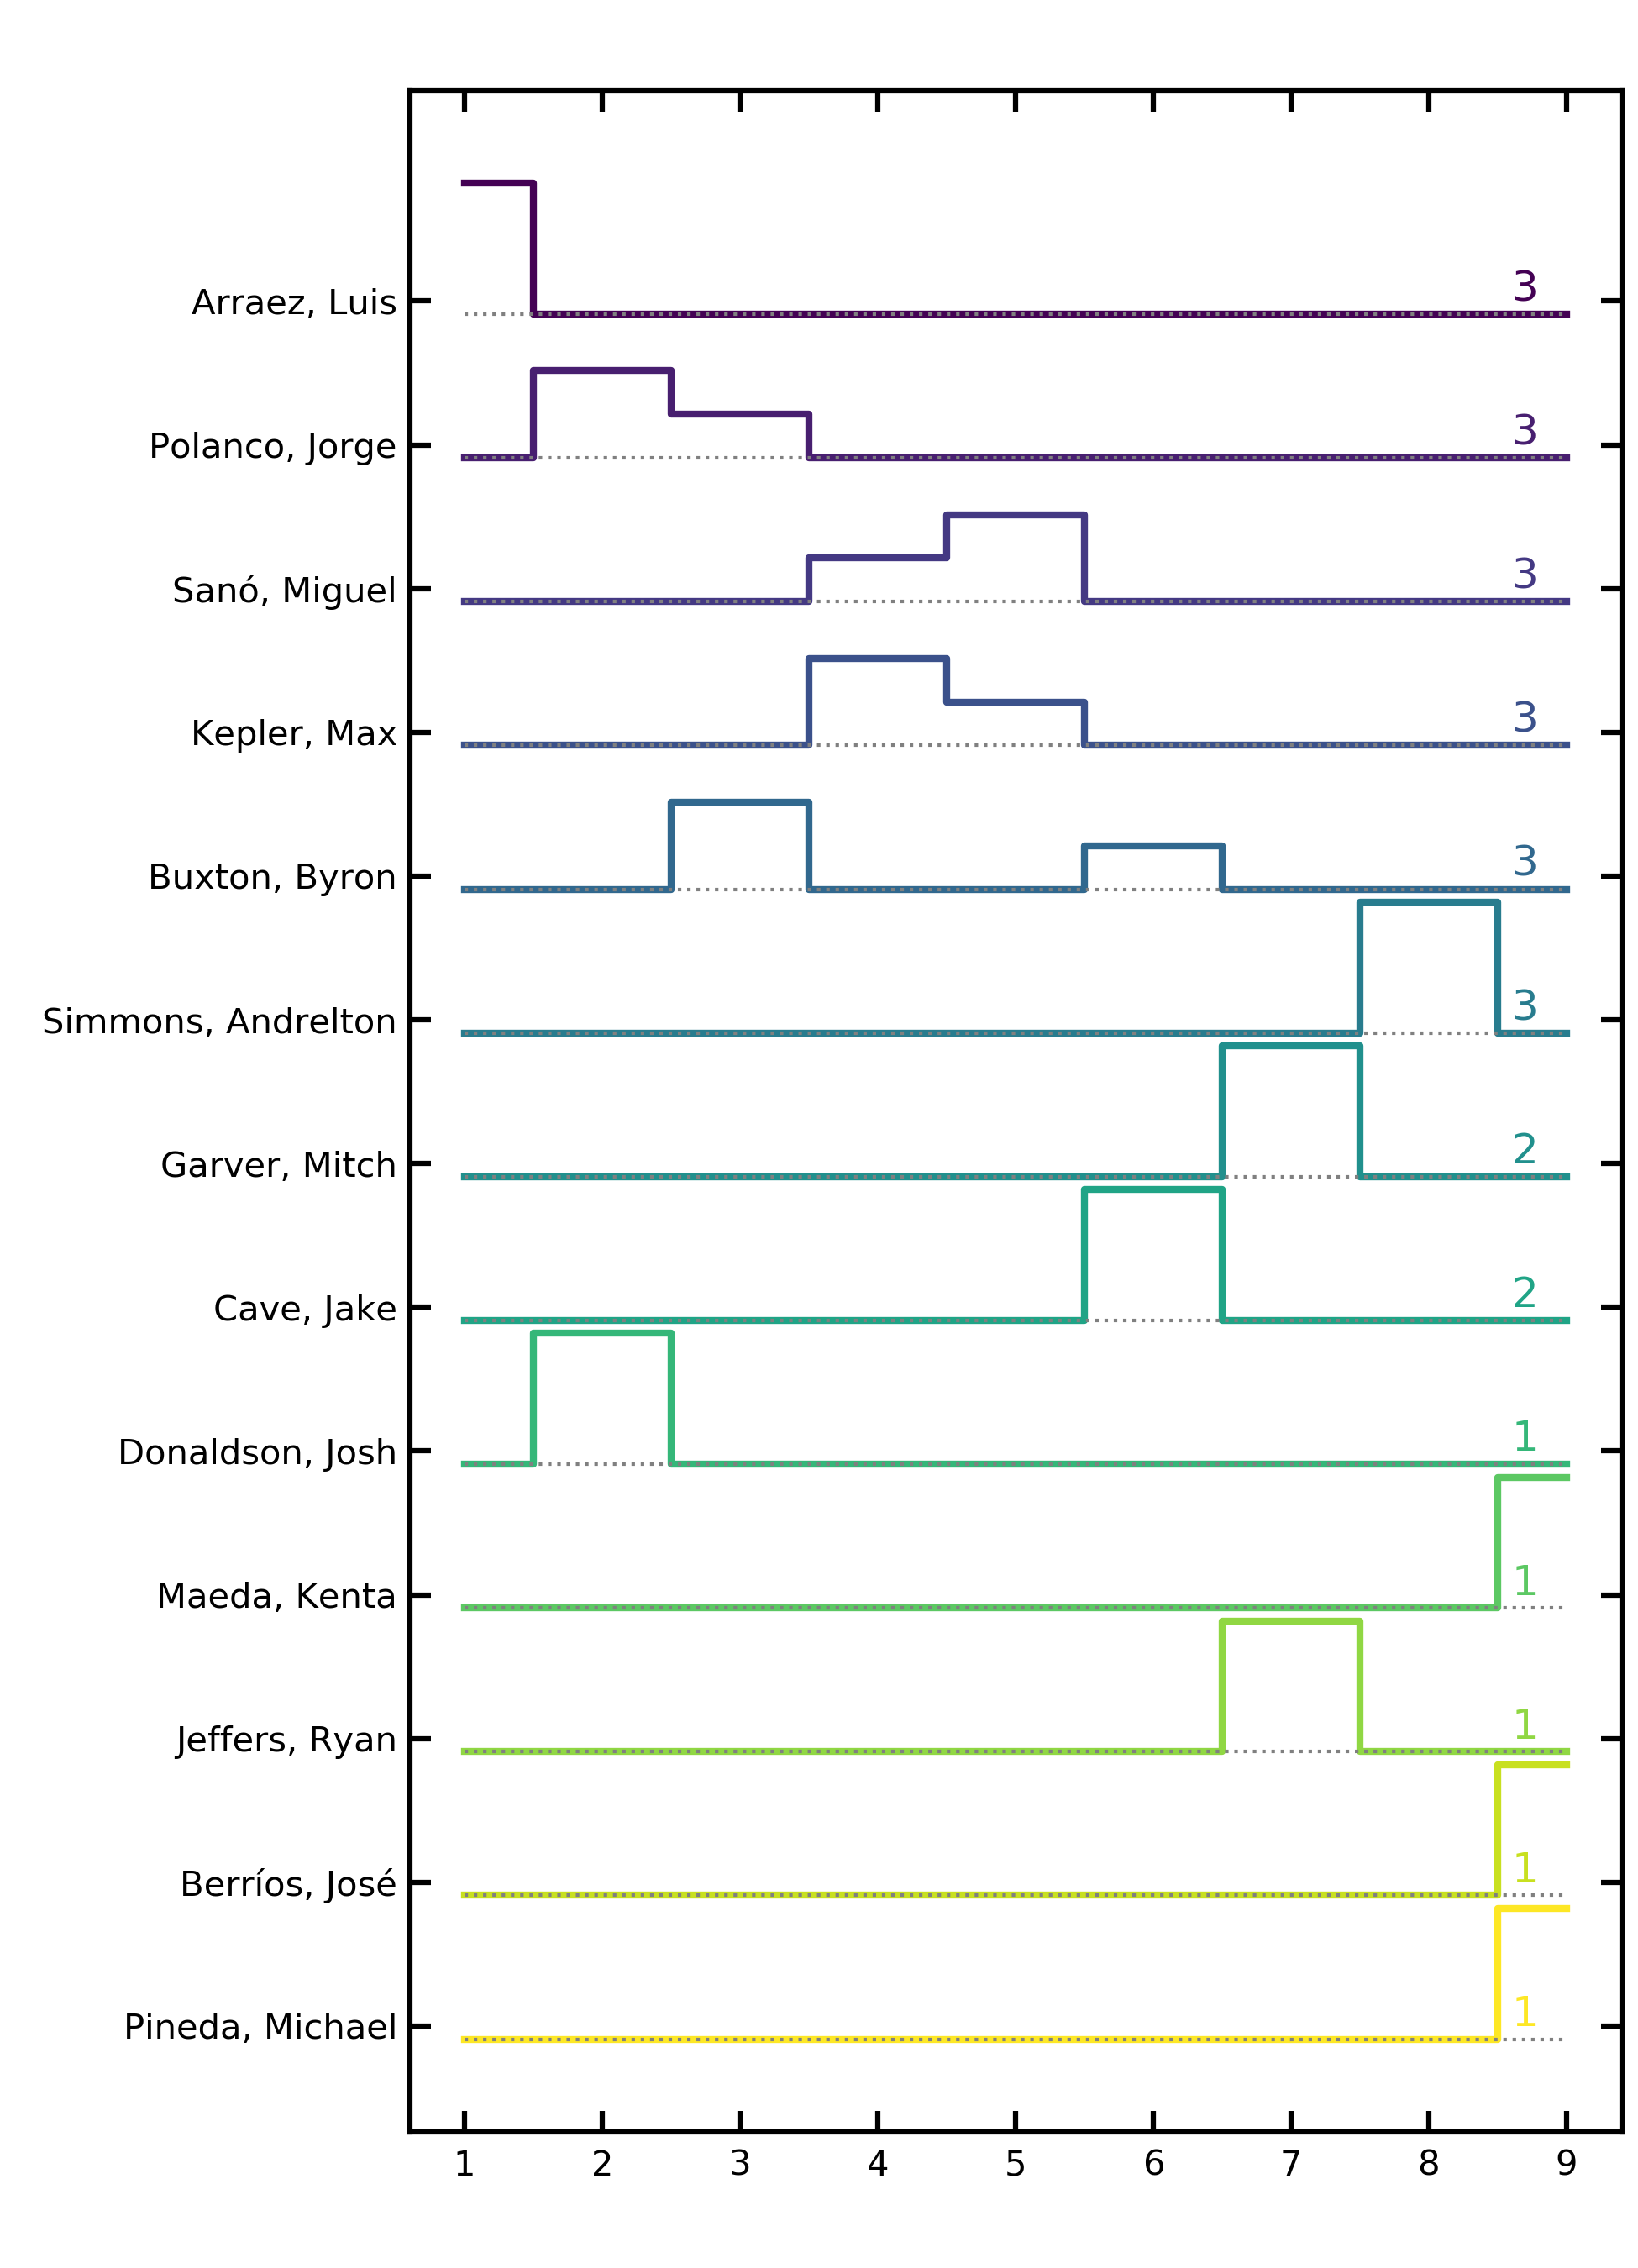 Arraez, Luis 3
Polanco, Jorge 3
Sanó, Miguel 3
Kepler, Max 3
Buxton, Byron 3
Simmons, Andrelton 3
Garver, Mitch 2
Cave, Jake 2
Donaldson, Josh 1
Maeda, Kenta 1
Jeffers, Ryan 1
Berríos, José 1
Pineda, Michael 1
1 2 3 4 5 6 7 8 9